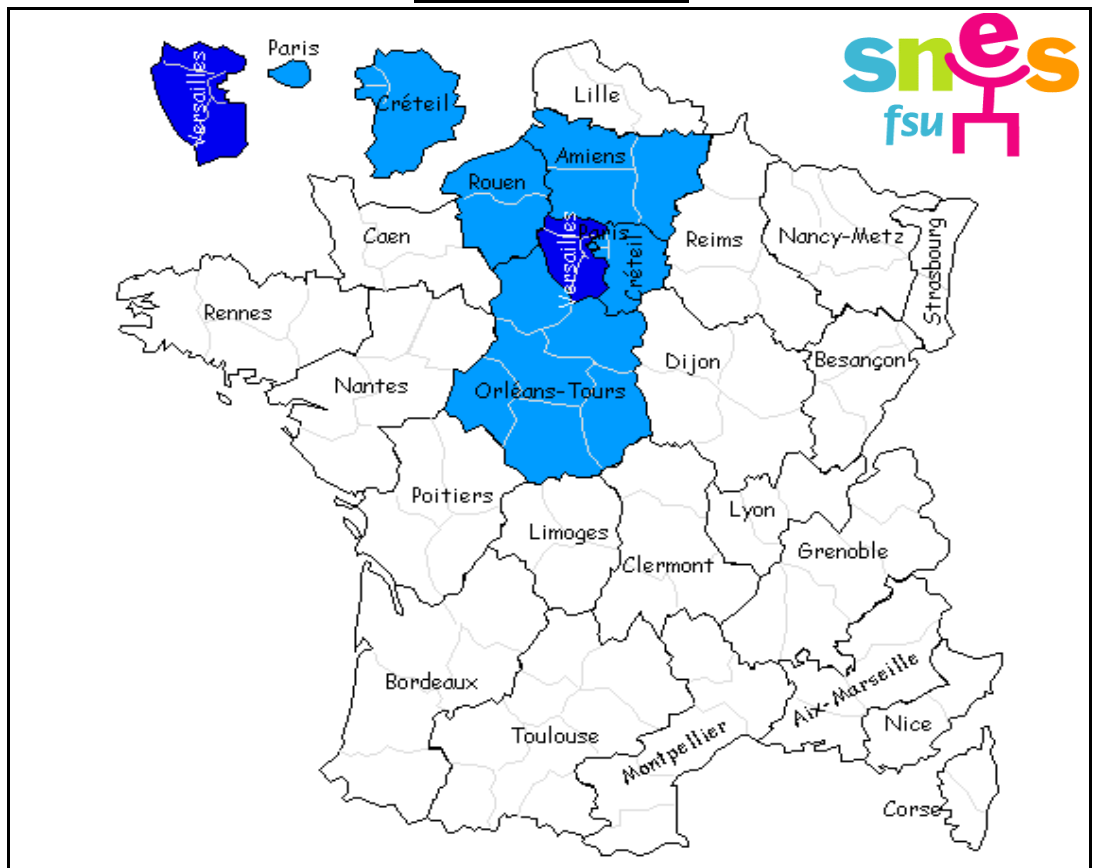 Paris
snes
Versailles
Créteil
Lille
fsu
Amiens
Rouen
Caen
Versailles
Paris
Créteil
Reims
Nancy-Metz
Strasbourg
Rennes
Nantes
Orléans-Tours
Dijon
Besançon
Poitiers
Limoges
Lyon
Clermont
Grenoble
Bordeaux
Toulouse
Montpellier
Aix-Marseille
Nice
Corse